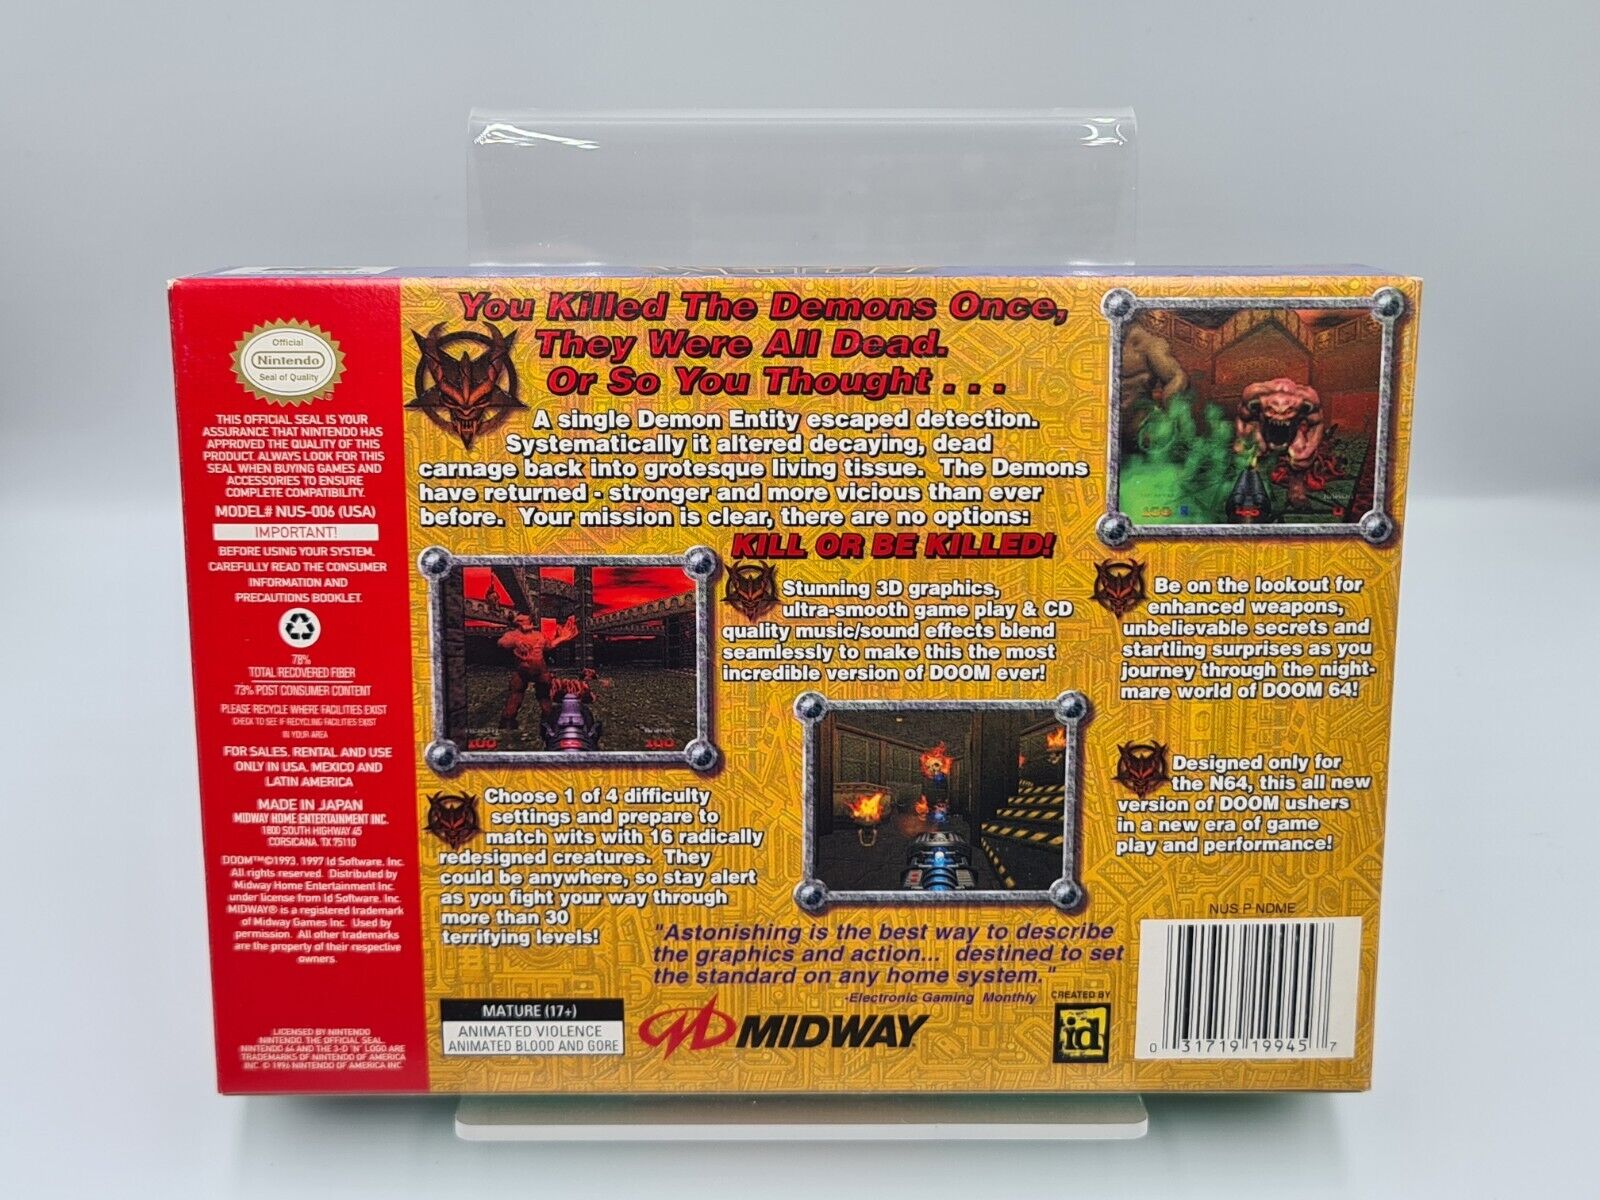 Official
Nintendo
Seal of Quality
THIS OFFICIAL SEAL IS YOUR
ASSURANCE THAT NINTENDO HAS
APPROVED THE QUALITY OF THIS
PRODUCT. ALWAYS LOOK FOR THIS
SEAL WHEN BUYING GAMES AND
ACCESSORIES TO ENSURE
COMPLETE COMPATIBILITY.
MODEL# NUS-006 (USA)
IMPORTANT!
BEFORE USING YOUR SYSTEM,
CAREFULLY READ THE CONSUMER
INFORMATION AND
PRECAUTIONS BOOKLET.
78%
TOTAL RECOVERED FIBER
73% POST CONSUMER CONTENT
PLEASE RECYCLE WHERE FACILITIES EXIST
CHECK TO SEE IF RECYCLING FACILITIES EXIST
IN YOUR AREA
FOR SALES, RENTAL AND USE
ONLY IN USA, MEXICO AND
LATIN AMERICA
MADE IN JAPAN
MIDWAY HOME ENTERTAINMENT INC.
1800 SOUTH HIGHWAY 45
CORSICANA, TX 75110
DOOM™©1993, 1997 Id Software, Inc.
All rights reserved. Distributed by
Midway Home Entertainment Inc.
under license from Id Software, Inc.
MIDWAY® is a registered trademark
of Midway Games Inc. Used by
permission. All other trademarks
are the property of their respective
owners.
LICENSED BY NINTENDO
NINTENDO, THE OFFICIAL SEAL,
NINTENDO 64 AND THE 3-D "N" LOGO ARE
TRADEMARKS OF NINTENDO OF AMERICA
INC. © 1996 NINTENDO OF AMERICA INC.
You Killed The Demons Once,
They Were All Dead.
Or So You Thought . . .
A single Demon Entity escaped detection.
Systematically it altered decaying, dead
carnage back into grotesque living tissue. The Demons
have returned - stronger and more vicious than ever
before. Your mission is clear, there are no options:
KILL OR BE KILLED!
Stunning 3D graphics,
ultra-smooth game play & CD
quality music/sound effects blend
seamlessly to make this the most
incredible version of DOOM ever!
Be on the lookout for
enhanced weapons,
unbelievable secrets and
startling surprises as you
journey through the night-
mare world of DOOM 64!
Choose 1 of 4 difficulty
settings and prepare to
match wits with 16 radically
redesigned creatures. They
could be anywhere, so stay alert
as you fight your way through
more than 30
terrifying levels!
Designed only for
the N64, this all new
version of DOOM ushers
in a new era of game
play and performance!
"Astonishing is the best way to describe
the graphics and action... destined to set
the standard on any home system."
-Electronic Gaming Monthly
MATURE (17+)
ANIMATED VIOLENCE
ANIMATED BLOOD AND GORE
MIDWAY
CREATED BY
id
NUS P NDME
0 31719 19945 7